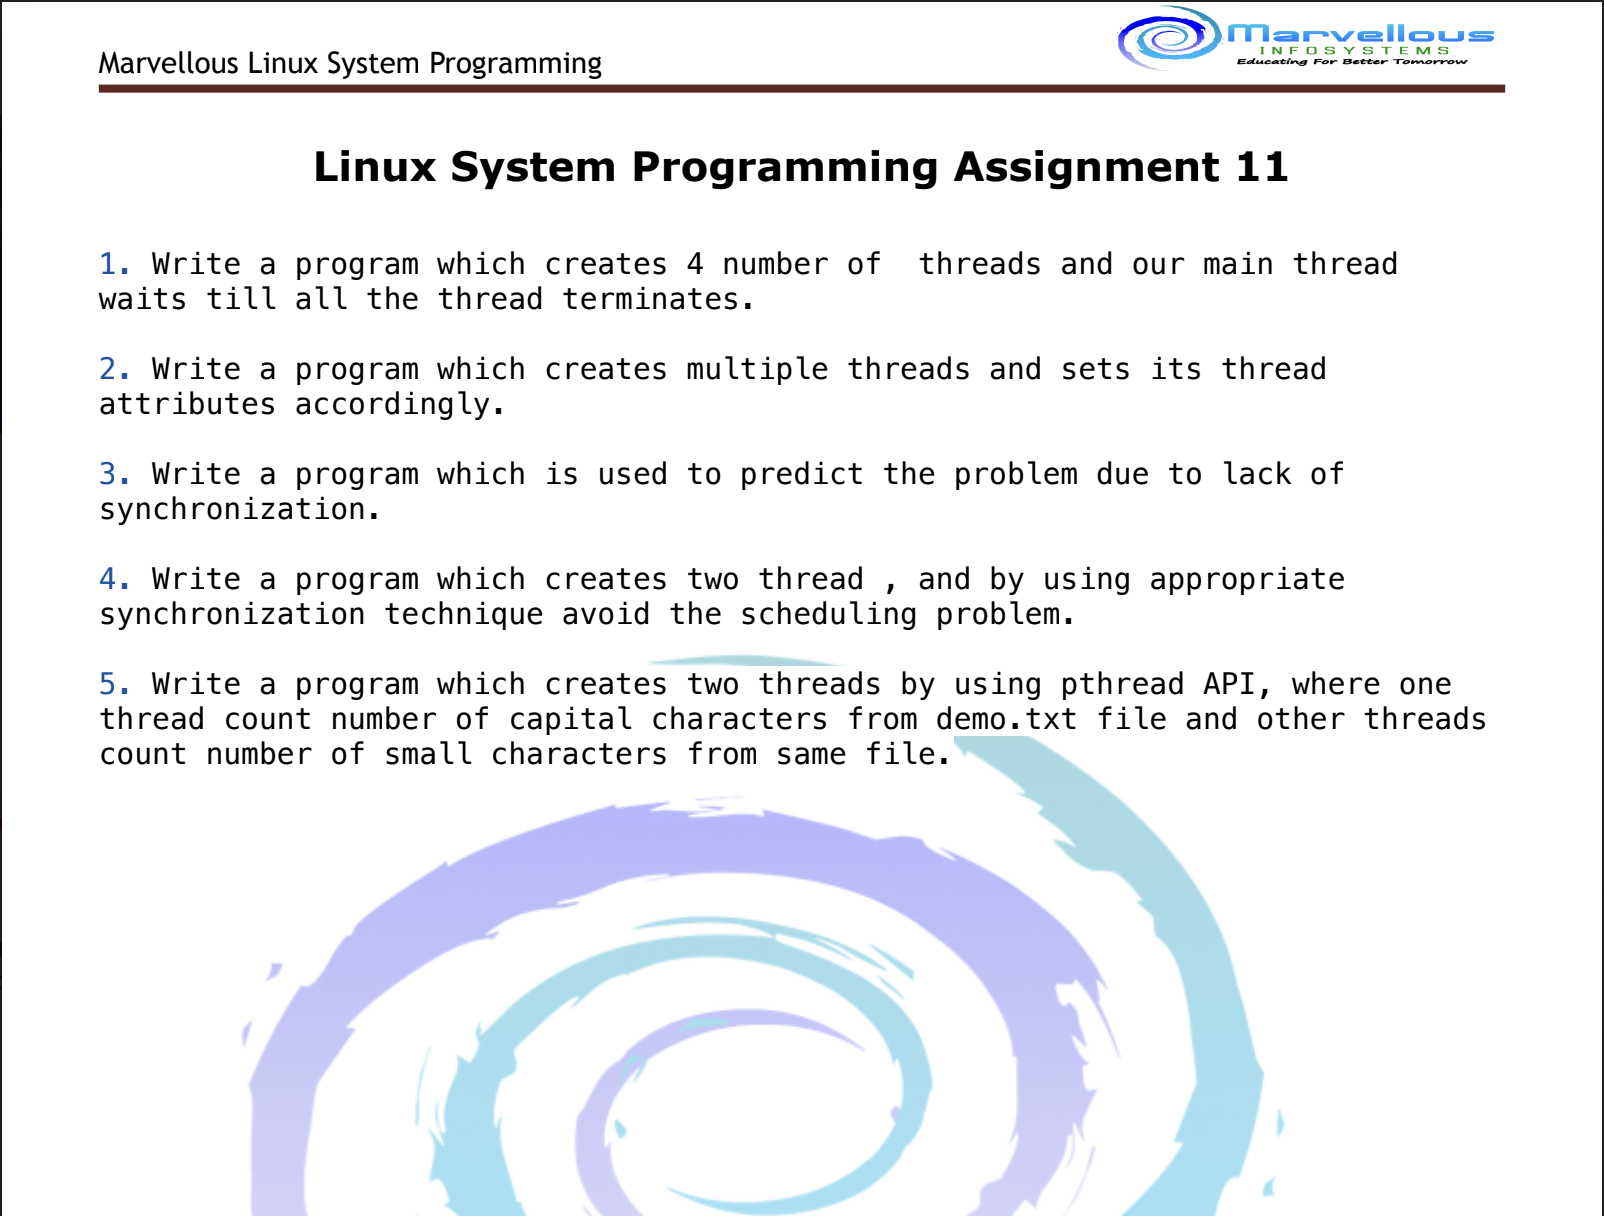 Marvellous Linux System Programming
Marvellous
INFOSYSTEMS
Educating For Better Tomorrow
Linux System Programming Assignment 11
1. Write a program which creates 4 number of  threads and our main thread
waits till all the thread terminates.
2. Write a program which creates multiple threads and sets its thread
attributes accordingly.
3. Write a program which is used to predict the problem due to lack of
synchronization.
4. Write a program which creates two thread , and by using appropriate
synchronization technique avoid the scheduling problem.
5. Write a program which creates two threads by using pthread API, where one
thread count number of capital characters from demo.txt file and other threads
count number of small characters from same file.